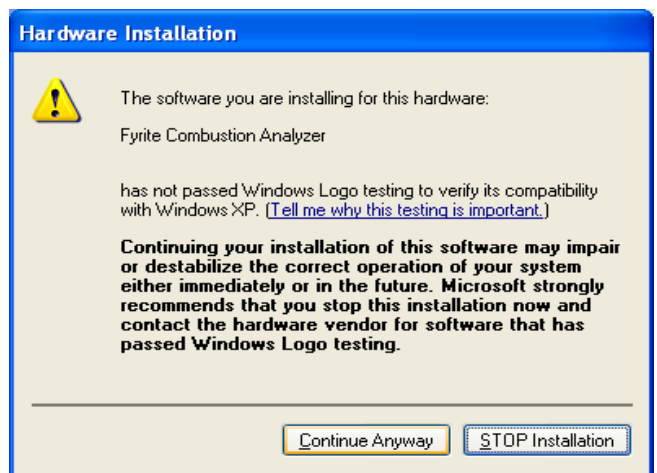 Hardware Installation
The software you are installing for this hardware:
Fyrite Combustion Analyzer
has not passed Windows Logo testing to verify its compatibility
with Windows XP. (Tell me why this testing is important.)
Continuing your installation of this software may impair
or destabilize the correct operation of your system
either immediately or in the future. Microsoft strongly
recommends that you stop this installation now and
contact the hardware vendor for software that has
passed Windows Logo testing.
Continue Anyway STOP Installation